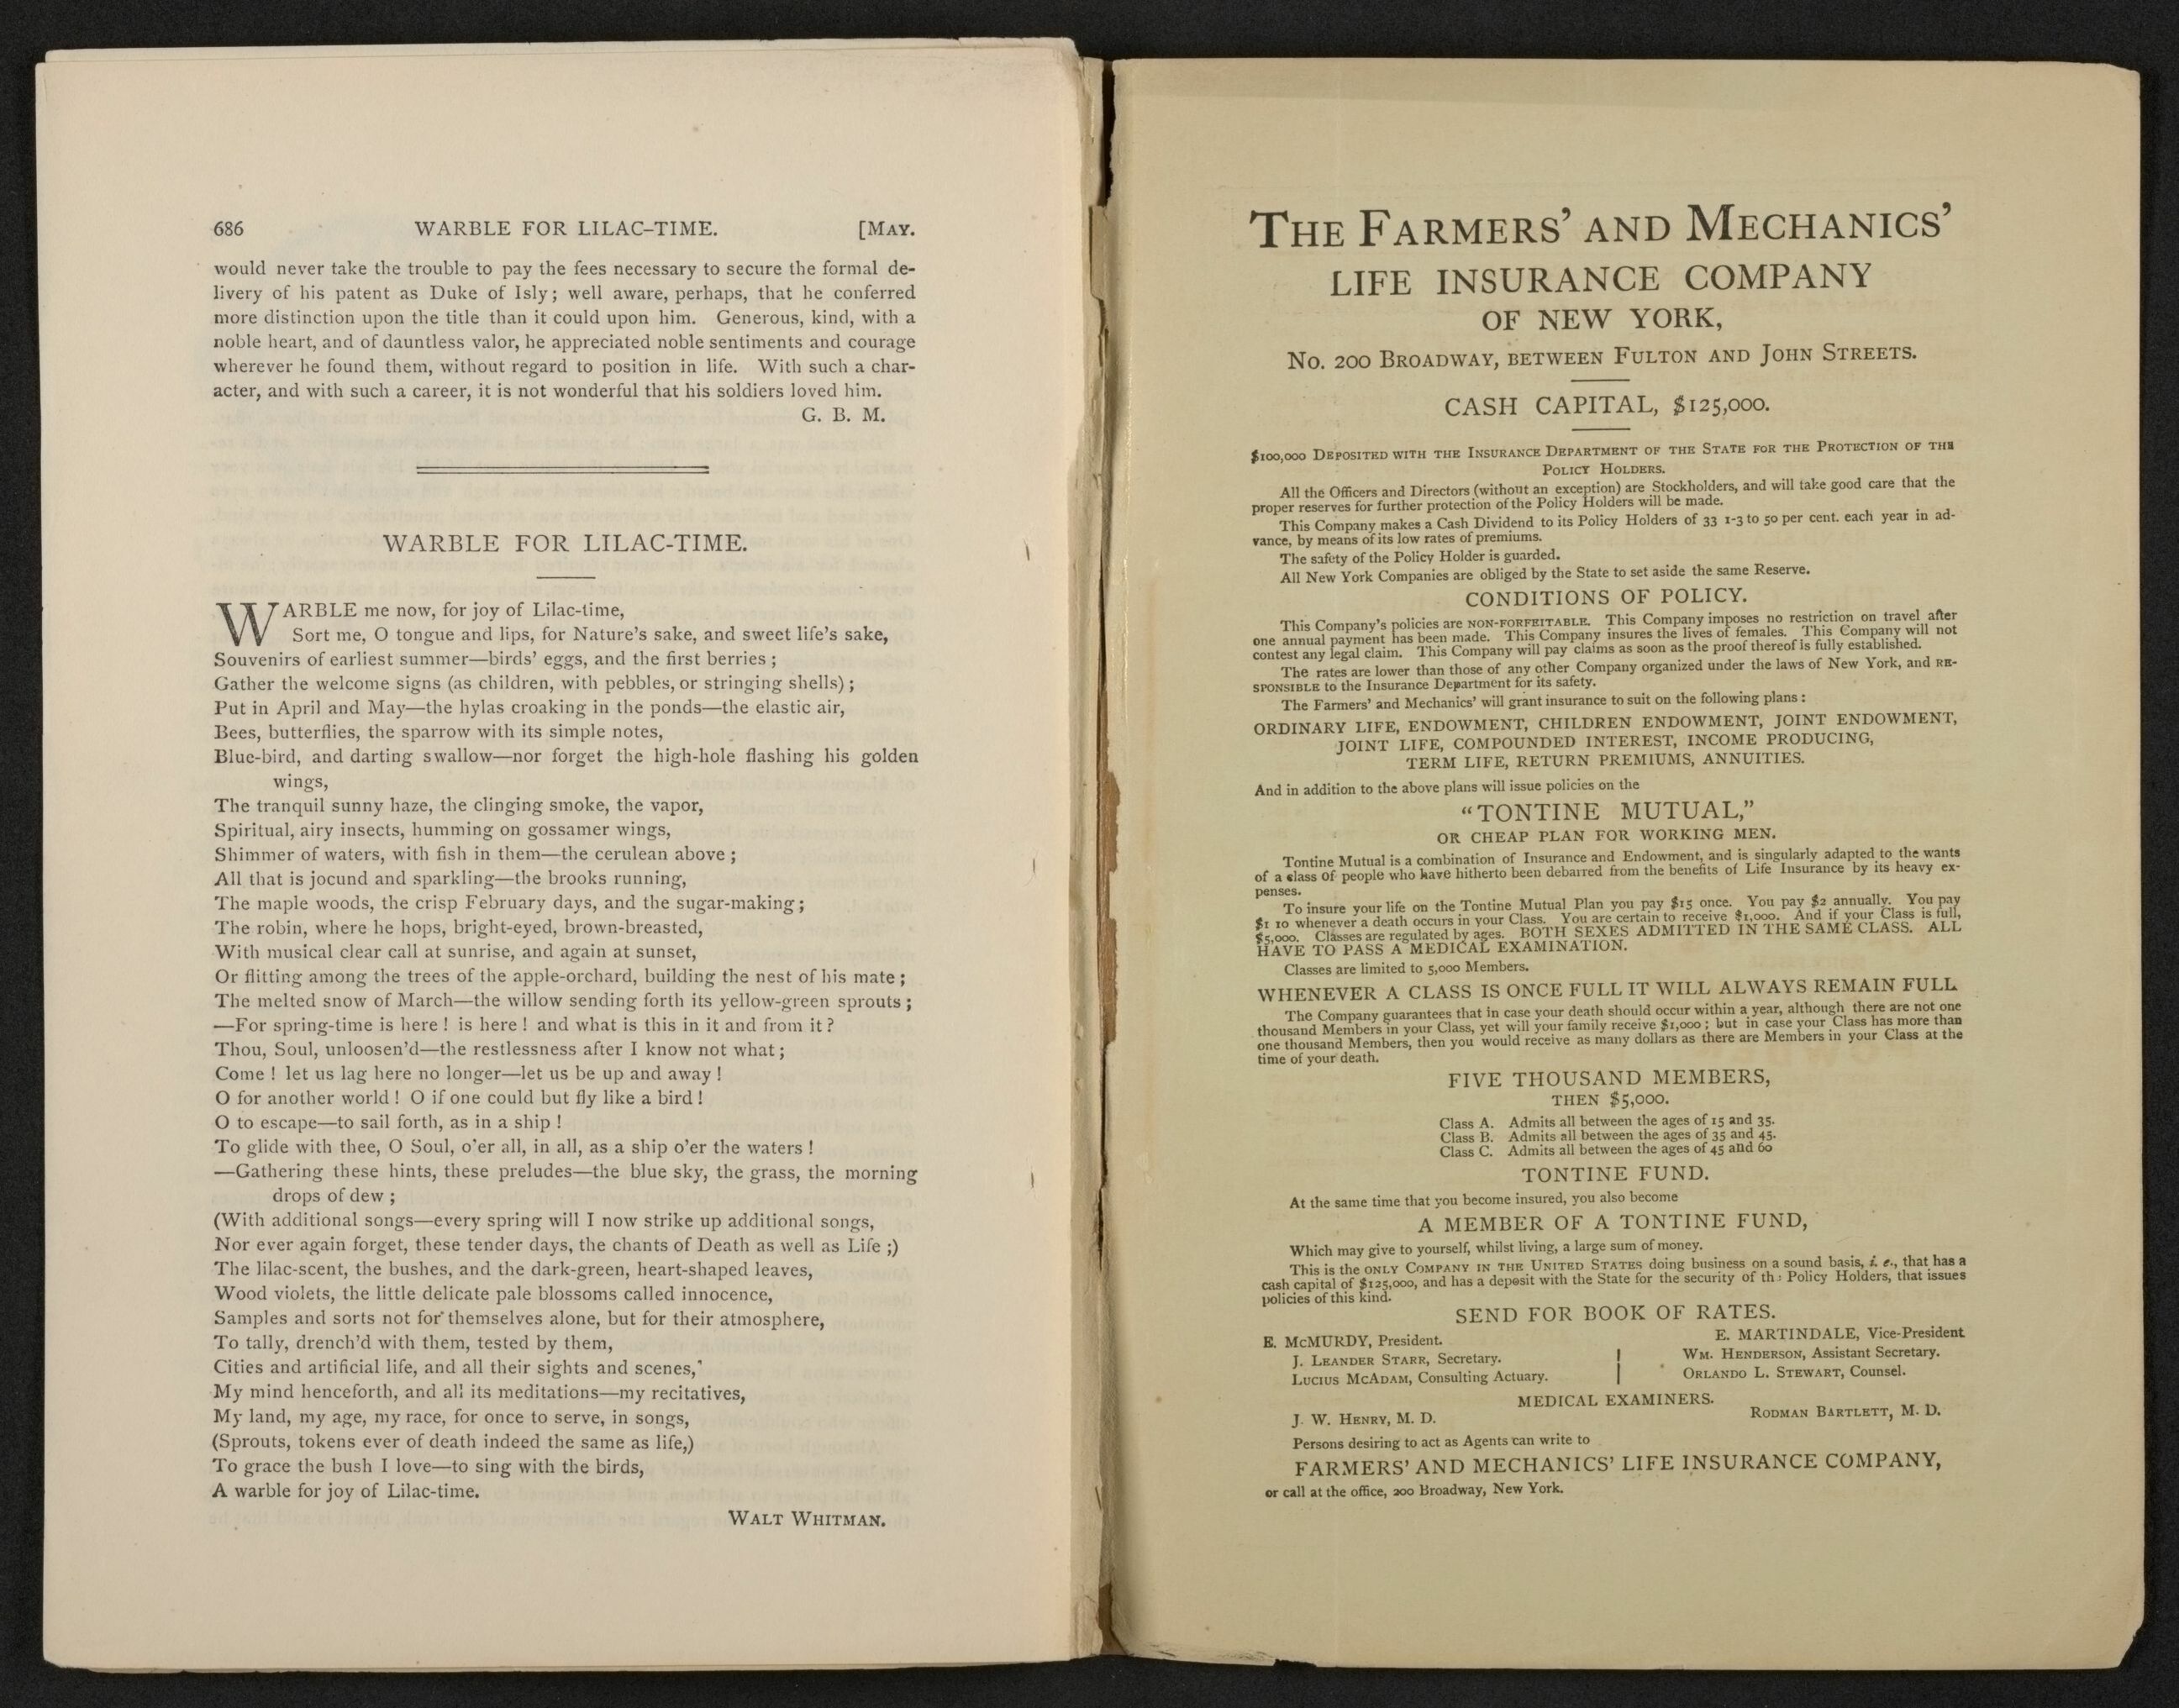 686 WARBLE FOR LILAC-TIME. [MAY.
would never take the trouble to pay the fees necessary to secure the formal de-
livery of his patent as Duke of Isly; well aware, perhaps, that he conferred
more distinction upon the title than it could upon him. Generous, kind, with a
noble heart, and of dauntless valor, he appreciated noble sentiments and courage
wherever he found them, without regard to position in life. With such a char-
acter, and with such a career, it is not wonderful that his soldiers loved him.
G. B. M.
WARBLE FOR LILAC-TIME.
WARBLE me now, for joy of Lilac-time,
Sort me, O tongue and lips, for Nature's sake, and sweet life's sake,
Souvenirs of earliest summer—birds' eggs, and the first berries;
Gather the welcome signs (as children, with pebbles, or stringing shells);
Put in April and May—the hylas croaking in the ponds—the elastic air,
Bees, butterflies, the sparrow with its simple notes,
Blue-bird, and darting swallow—nor forget the high-hole flashing his golden
wings,
The tranquil sunny haze, the clinging smoke, the vapor,
Spiritual, airy insects, humming on gossamer wings,
Shimmer of waters, with fish in them—the cerulean above;
All that is jocund and sparkling—the brooks running,
The maple woods, the crisp February days, and the sugar-making;
The robin, where he hops, bright-eyed, brown-breasted,
With musical clear call at sunrise, and again at sunset,
Or flitting among the trees of the apple-orchard, building the nest of his mate;
The melted snow of March—the willow sending forth its yellow-green sprouts;
—For spring-time is here! is here! and what is this in it and from it?
Thou, Soul, unloosen'd—the restlessness after I know not what;
Come! let us lag here no longer—let us be up and away!
O for another world! O if one could but fly like a bird!
O to escape—to sail forth, as in a ship!
To glide with thee, O Soul, o'er all, in all, as a ship o'er the waters!
—Gathering these hints, these preludes—the blue sky, the grass, the morning
drops of dew;
(With additional songs—every spring will I now strike up additional songs,
Nor ever again forget, these tender days, the chants of Death as well as Life;)
The lilac-scent, the bushes, and the dark-green, heart-shaped leaves,
Wood violets, the little delicate pale blossoms called innocence,
Samples and sorts not for themselves alone, but for their atmosphere,
To tally, drench'd with them, tested by them,
Cities and artificial life, and all their sights and scenes,
My mind henceforth, and all its meditations—my recitatives,
My land, my age, my race, for once to serve, in songs,
(Sprouts, tokens ever of death indeed the same as life,)
To grace the bush I love—to sing with the birds,
A warble for joy of Lilac-time.
WALT WHITMAN.
THE FARMERS' AND MECHANICS'
LIFE INSURANCE COMPANY
OF NEW YORK,
No. 200 BROADWAY, BETWEEN FULTON AND JOHN STREETS.
CASH CAPITAL, $125,000.
$100,000 DEPOSITED WITH THE INSURANCE DEPARTMENT OF THE STATE FOR THE PROTECTION OF THE
POLICY HOLDERS.
All the Officers and Directors (without an exception) are Stockholders, and will take good care that the
proper reserves for further protection of the Policy Holders will be made.
This Company makes a Cash Dividend to its Policy Holders of 33 1-3 to 50 per cent. each year in ad-
vance, by means of its low rates of premiums.
The safety of the Policy Holder is guarded.
All New York Companies are obliged by the State to set aside the same Reserve.
CONDITIONS OF POLICY.
This Company's policies are NON-FORFEITABLE. This Company imposes no restriction on travel after
one annual payment has been made. This Company insures the lives of females. This Company will not
contest any legal claim. This Company will pay claims as soon as the proof thereof is fully established.
The rates are lower than those of any other Company organized under the laws of New York, and RE-
SPONSIBLE to the Insurance Department for its safety.
The Farmers' and Mechanics' will grant insurance to suit on the following plans:
ORDINARY LIFE, ENDOWMENT, CHILDREN ENDOWMENT, JOINT ENDOWMENT,
JOINT LIFE, COMPOUNDED INTEREST, INCOME PRODUCING,
TERM LIFE, RETURN PREMIUMS, ANNUITIES.
And in addition to the above plans will issue policies on the
"TONTINE MUTUAL,"
OR CHEAP PLAN FOR WORKING MEN.
Tontine Mutual is a combination of Insurance and Endowment, and is singularly adapted to the wants
of a class of people who have hitherto been debarred from the benefits of Life Insurance by its heavy ex-
penses.
To insure your life on the Tontine Mutual Plan you pay $15 once. You pay $2 annually. You pay
$1 10 whenever a death occurs in your Class. You are certain to receive $1,000. And if your Class is full,
$5,000. Classes are regulated by ages. BOTH SEXES ADMITTED IN THE SAME CLASS. ALL
HAVE TO PASS A MEDICAL EXAMINATION.
Classes are limited to 5,000 Members.
WHENEVER A CLASS IS ONCE FULL IT WILL ALWAYS REMAIN FULL
The Company guarantees that in case your death should occur within a year, although there are not one
thousand Members in your Class, yet will your family receive $1,000; but in case your Class has more than
one thousand Members, then you would receive as many dollars as there are Members in your Class at the
time of your death.
FIVE THOUSAND MEMBERS,
THEN $5,000.
Class A. Admits all between the ages of 15 and 35.
Class B. Admits all between the ages of 35 and 45.
Class C. Admits all between the ages of 45 and 60
TONTINE FUND.
At the same time that you become insured, you also become
A MEMBER OF A TONTINE FUND,
Which may give to yourself, whilst living, a large sum of money.
This is the ONLY COMPANY IN THE UNITED STATES doing business on a sound basis, i. e., that has a
cash capital of $125,000, and has a deposit with the State for the security of the Policy Holders, that issues
policies of this kind.
SEND FOR BOOK OF RATES.
E. McMURDY, President. E. MARTINDALE, Vice-President
J. LEANDER STARR, Secretary. WM. HENDERSON, Assistant Secretary.
LUCIUS McADAM, Consulting Actuary. ORLANDO L. STEWART, Counsel.
MEDICAL EXAMINERS.
J. W. HENRY, M. D. RODMAN BARTLETT, M. D.
Persons desiring to act as Agents can write to
FARMERS' AND MECHANICS' LIFE INSURANCE COMPANY,
or call at the office, 200 Broadway, New York.